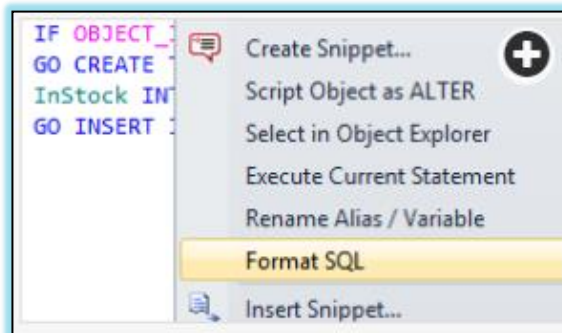 IF OBJECT_
GO CREATE
InStock IN
GO INSERT
Create Snippet...
Script Object as ALTER
Select in Object Explorer
Execute Current Statement
Rename Alias / Variable
Format SQL
Insert Snippet...